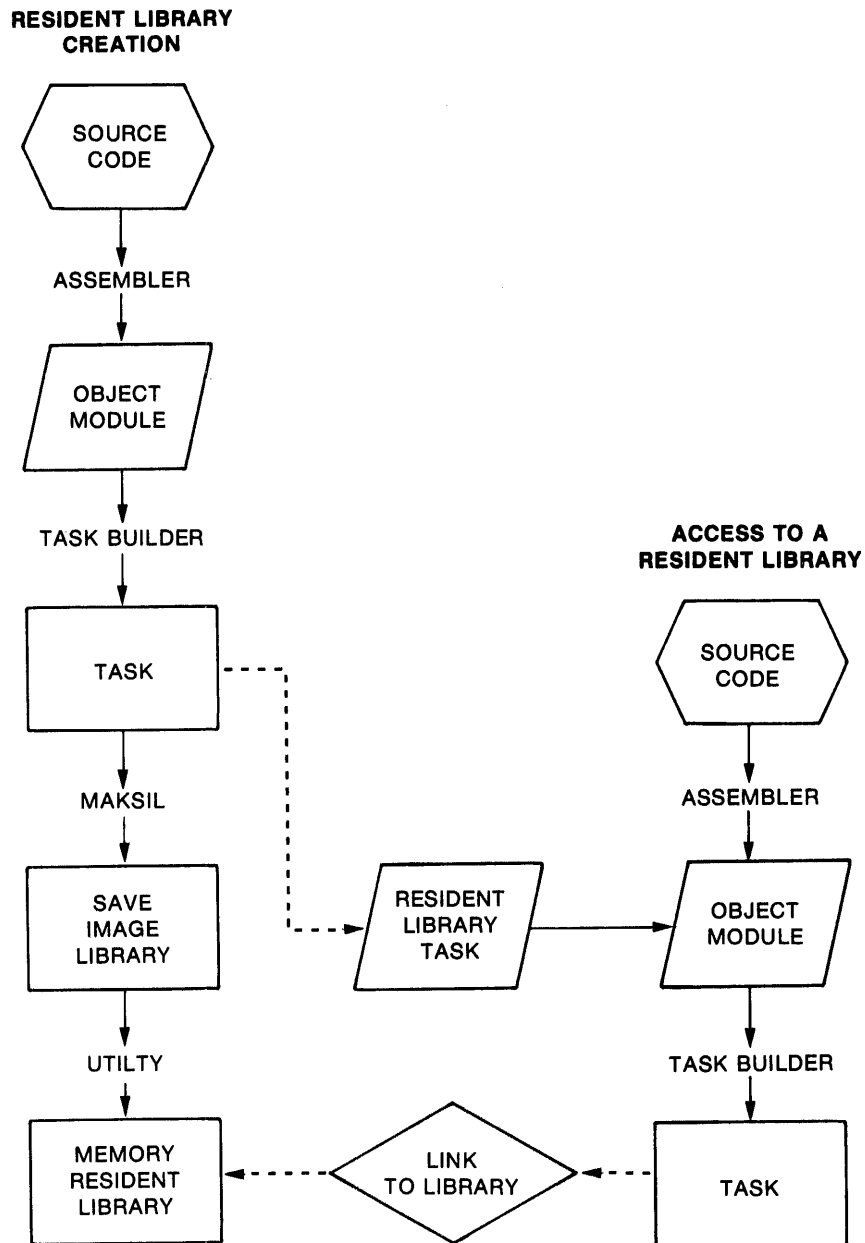 RESIDENT LIBRARY
CREATION
SOURCE
CODE
ASSEMBLER
OBJECT
MODULE
TASK BUILDER
TASK
MAKSIL
SAVE
IMAGE
LIBRARY
UTILTY
MEMORY
RESIDENT
LIBRARY
RESIDENT
LIBRARY
TASK
LINK
TO LIBRARY
ACCESS TO A
RESIDENT LIBRARY
SOURCE
CODE
ASSEMBLER
OBJECT
MODULE
TASK BUILDER
TASK